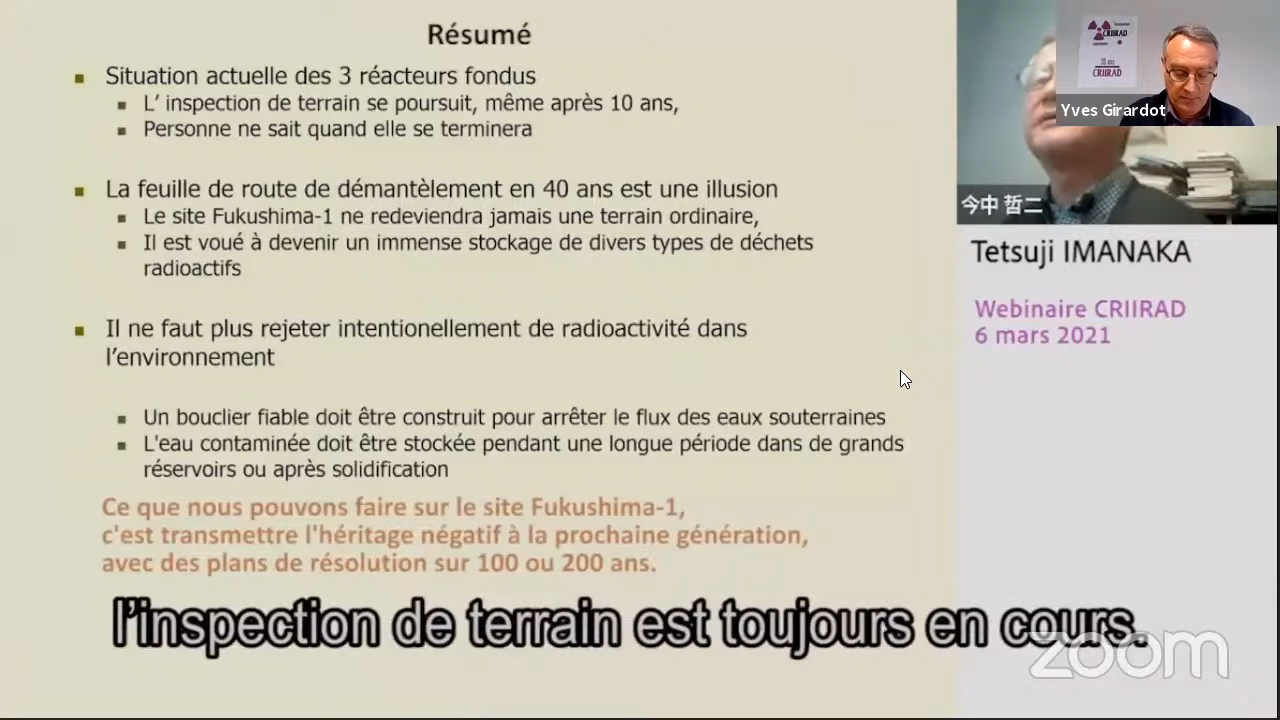 Résumé
Situation actuelle des 3 réacteurs fondus
L’ inspection de terrain se poursuit, même après 10 ans,
Personne ne sait quand elle se terminera
La feuille de route de démantèlement en 40 ans est une illusion
Le site Fukushima-1 ne redeviendra jamais une terrain ordinaire,
Il est voué à devenir un immense stockage de divers types de déchets
radioactifs
Il ne faut plus rejeter intentionellement de radioactivité dans
l’environnement
Un bouclier fiable doit être construit pour arrêter le flux des eaux souterraines
L'eau contaminée doit être stockée pendant une longue période dans de grands
réservoirs ou après solidification
Ce que nous pouvons faire sur le site Fukushima-1,
c'est transmettre l'héritage négatif à la prochaine génération,
avec des plans de résolution sur 100 ou 200 ans.
l’inspection de terrain est toujours en cours.
CRIIRAD
CRIIRAD
Yves Girardot
今中 哲二
Tetsuji IMANAKA
Webinaire CRIIRAD
6 mars 2021
zoom